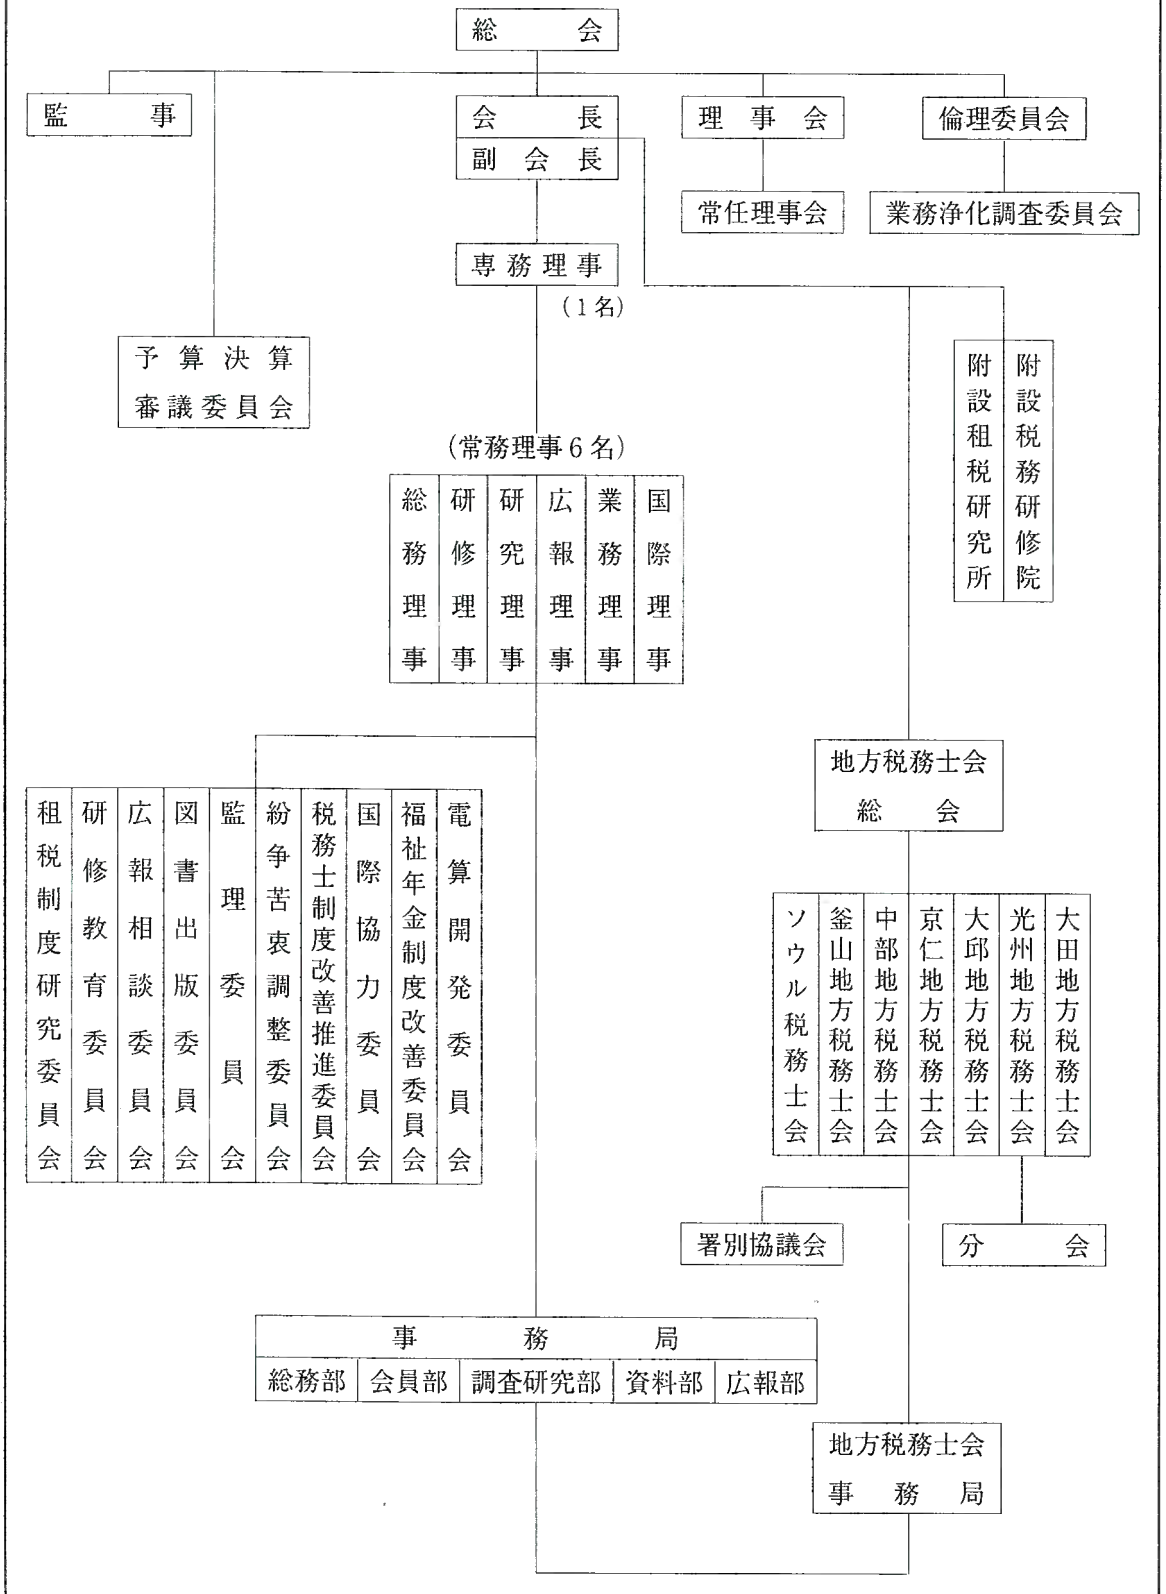 総会
監事
会長
副会長
理事会
倫理委員会
常任理事会
業務浄化調査委員会
専務理事
(1名)
予算決算
審議委員会
附設租税研究所
附設税務研修院
(常務理事6名)
総務理事
研修理事
研究理事
広報理事
業務理事
国際理事
地方税務士会
総会
租税制度研究委員会
研修教育委員会
広報相談委員会
図書出版委員会
監理委員会
紛争苦衷調整委員会
税務士制度改善推進委員会
国際協力委員会
福祉年金制度改善委員会
電算開発委員会
ソウル税務士会
釜山地方税務士会
中部地方税務士会
京仁地方税務士会
大邱地方税務士会
光州地方税務士会
大田地方税務士会
署別協議会
分会
事務局
総務部
会員部
調査研究部
資料部
広報部
地方税務士会
事務局